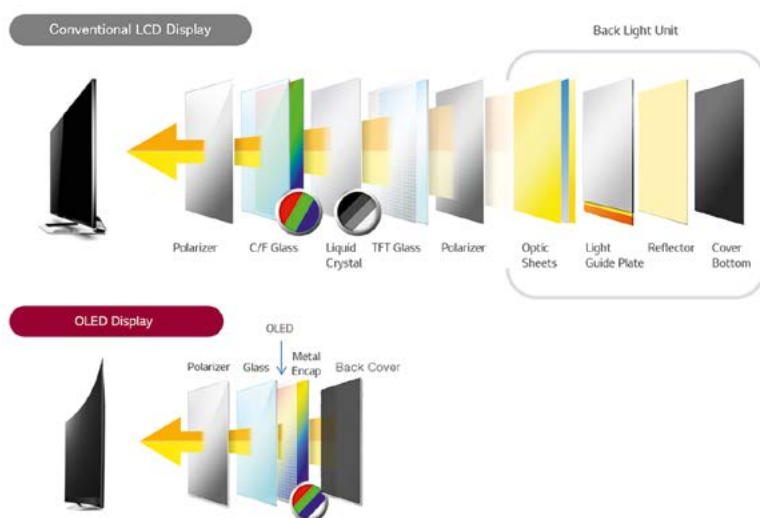 Conventional LCD Display
Back Light Unit
Polarizer
C/F Glass
Liquid
Crystal
TFT Glass
Polarizer
Optic
Sheets
Light
Guide Plate
Reflector
Cover
Bottom
OLED Display
OLED
Polarizer
Glass
Metal
Encap
Back Cover